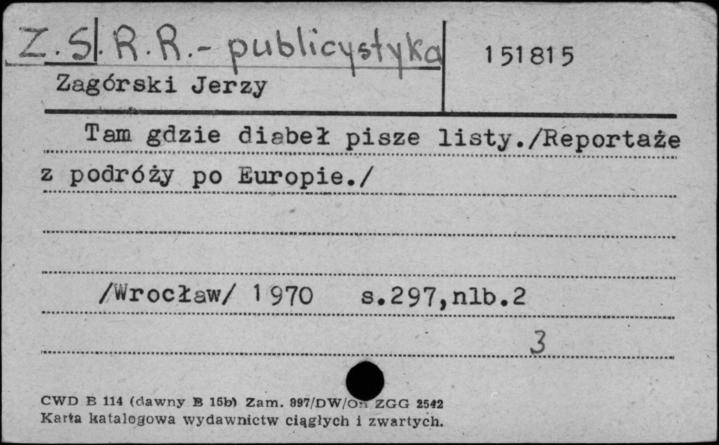 Z.S.R.R. - publicystyka 151815
Zagórski Jerzy
Tam gdzie diabeł pisze listy./Reportaże
z podróży po Europie./
/Wrocław/ 1970 s.297,nlb.2
3
CWD B 114 (dawny B 15b) Zam. 997/DW/ ZGG 2542
Karta katalogowa wydawnictw ciągłych i zwartych.